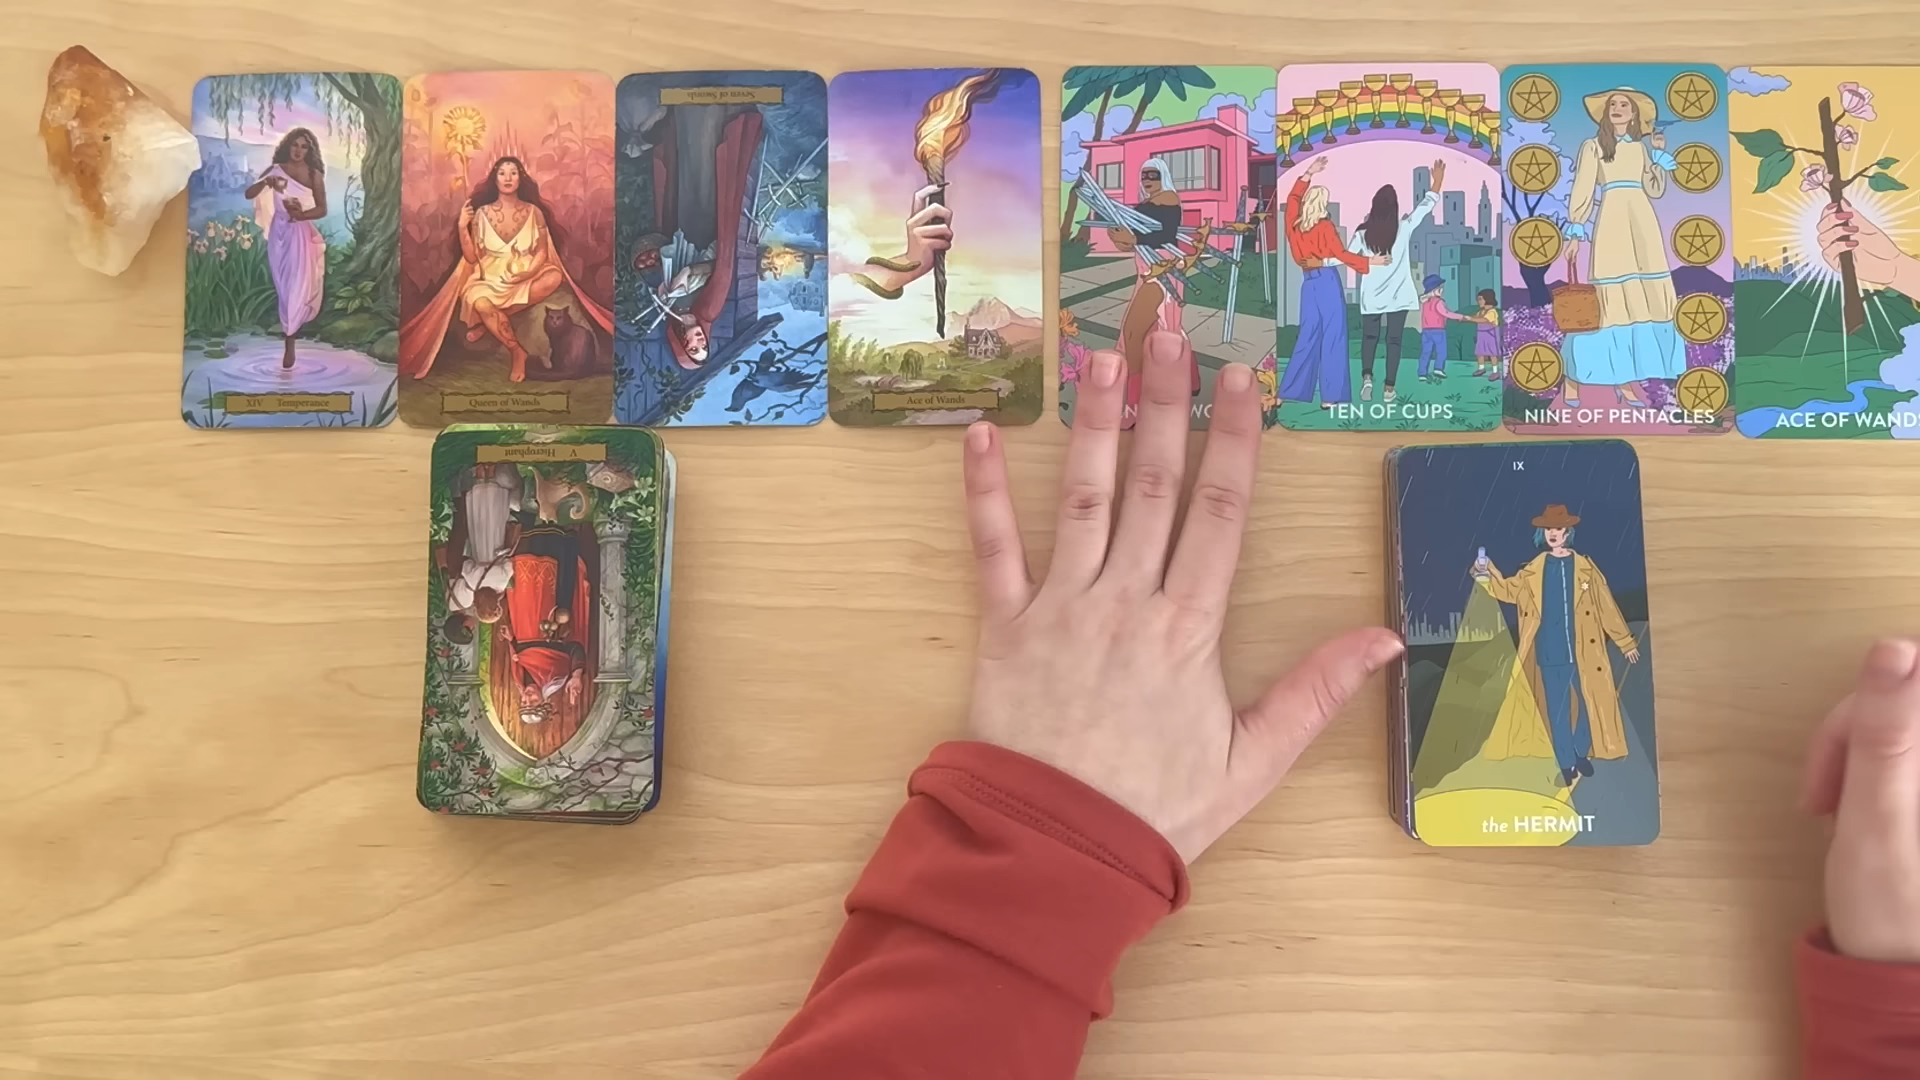 XIV Temperance
Queen of Wands
Seven of Swords
Ace of Wands
TEN OF CUPS
NINE OF PENTACLES
ACE OF WANDS
V Hierophant
IX
the HERMIT